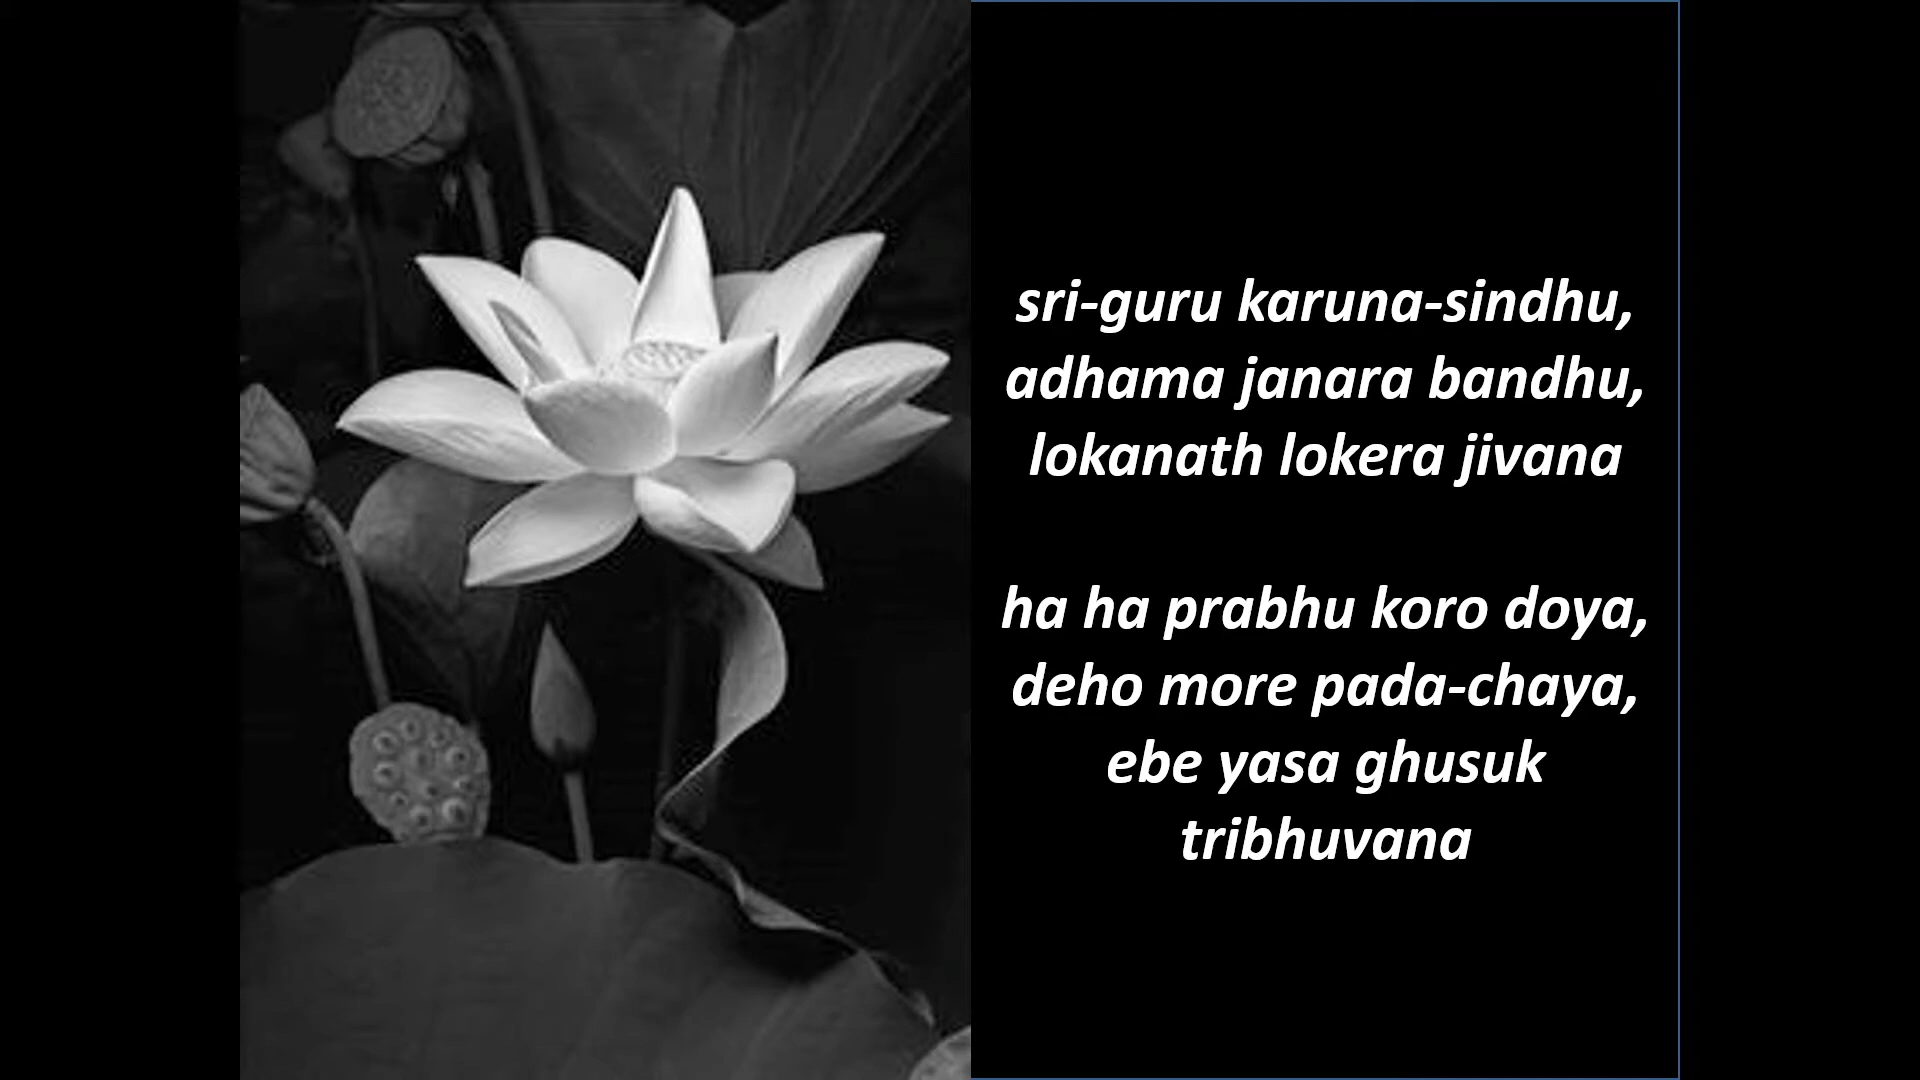 sri-guru karuna-sindhu,
adhama janara bandhu,
lokanath lokera jivana
ha ha prabhu koro doya,
deho more pada-chaya,
ebe yasa ghusuk
tribhuvana